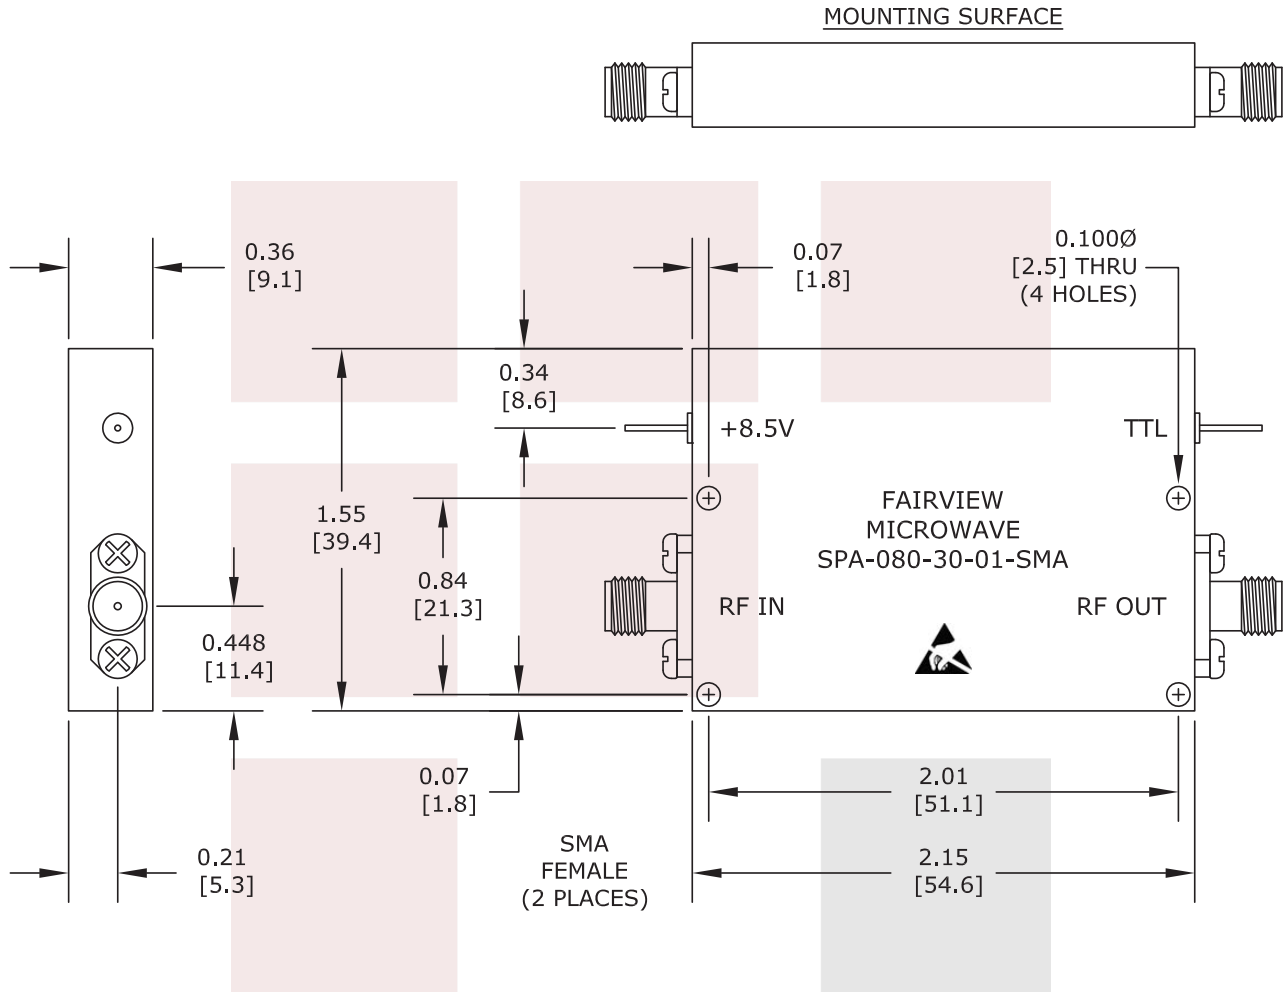 MOUNTING SURFACE
0.36
[9.1]
0.07
[1.8]
0.100Ø
[2.5] THRU
(4 HOLES)
0.34
[8.6]
+8.5V
TTL
1.55
[39.4]
FAIRVIEW
MICROWAVE
SPA-080-30-01-SMA
0.84
[21.3]
RF IN
RF OUT
0.448
[11.4]
0.07
[1.8]
2.01
[51.1]
SMA
FEMALE
(2 PLACES)
0.21
[5.3]
2.15
[54.6]